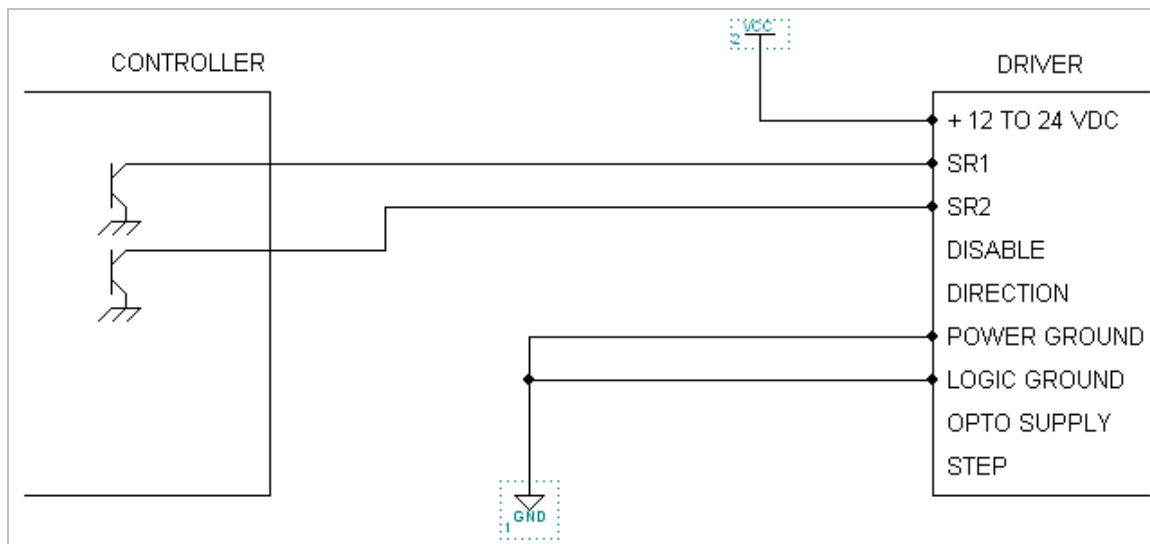 VCC
2
CONTROLLER
DRIVER
+ 12 TO 24 VDC
SR1
SR2
DISABLE
DIRECTION
POWER GROUND
LOGIC GROUND
OPTO SUPPLY
STEP
GND
1